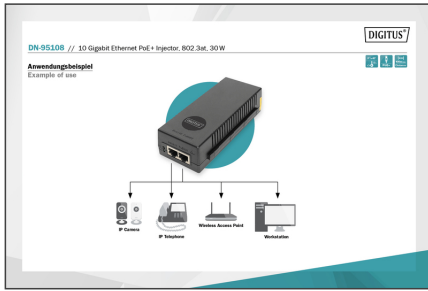 DIGITUS®
DN-95108 // 10 Gigabit Ethernet PoE+ Injector, 802.3at, 30 W
Anwendungsbeispiel
Example of use
DIGITUS
IP Camera
IP Telephone
Wireless Access Point
Workstation